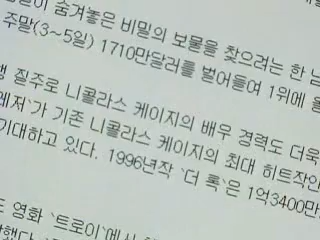 숨겨놓은 비밀의 보물을 찾으려는 한 남
주말(3~5일) 1710만달러를 벌어들여 1위에 올
행 질주로 니콜라스 케이지의 배우 경력도 더욱
레저`가 기존 니콜라스 케이지의 최대 히트작인
기대하고 있다. 1996년작 `더 록`은 1억3400만
영화 `트로이`에서